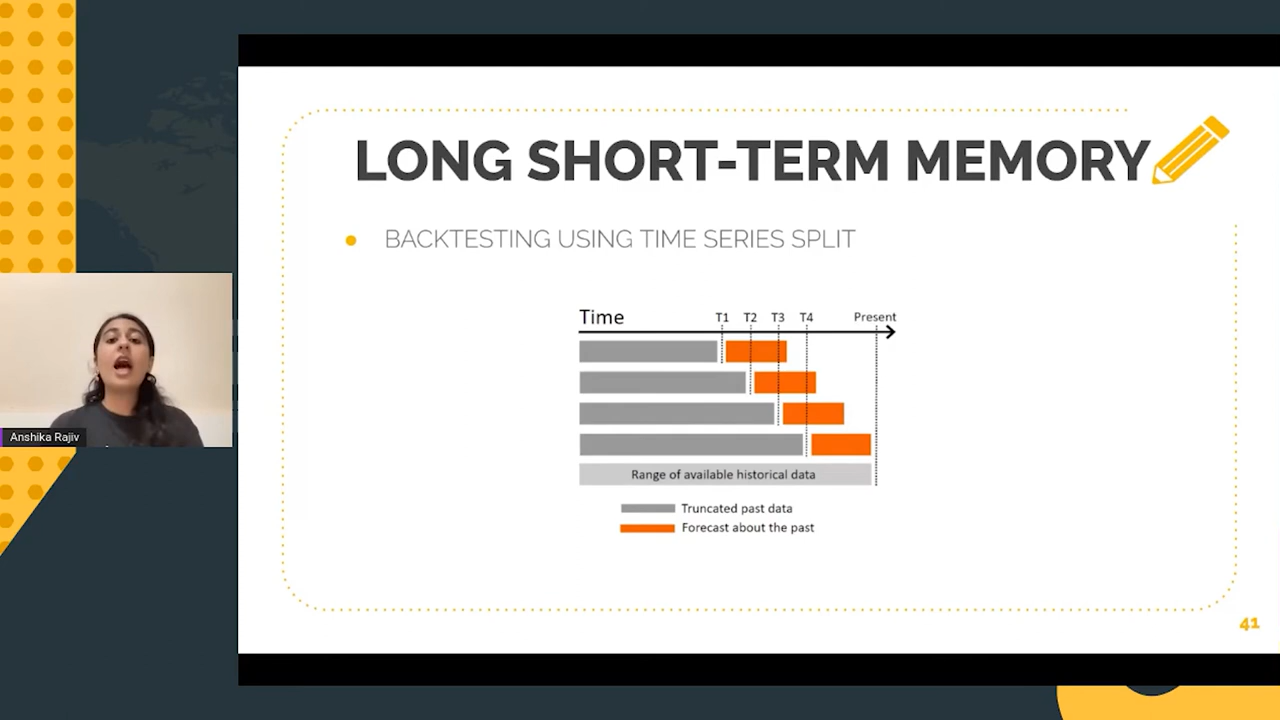 LONG SHORT-TERM MEMORY
BACKTESTING USING TIME SERIES SPLIT
Time T1 T2 T3 T4 Present
Range of available historical data
Truncated past data
Forecast about the past
Anshika Rajiv
41